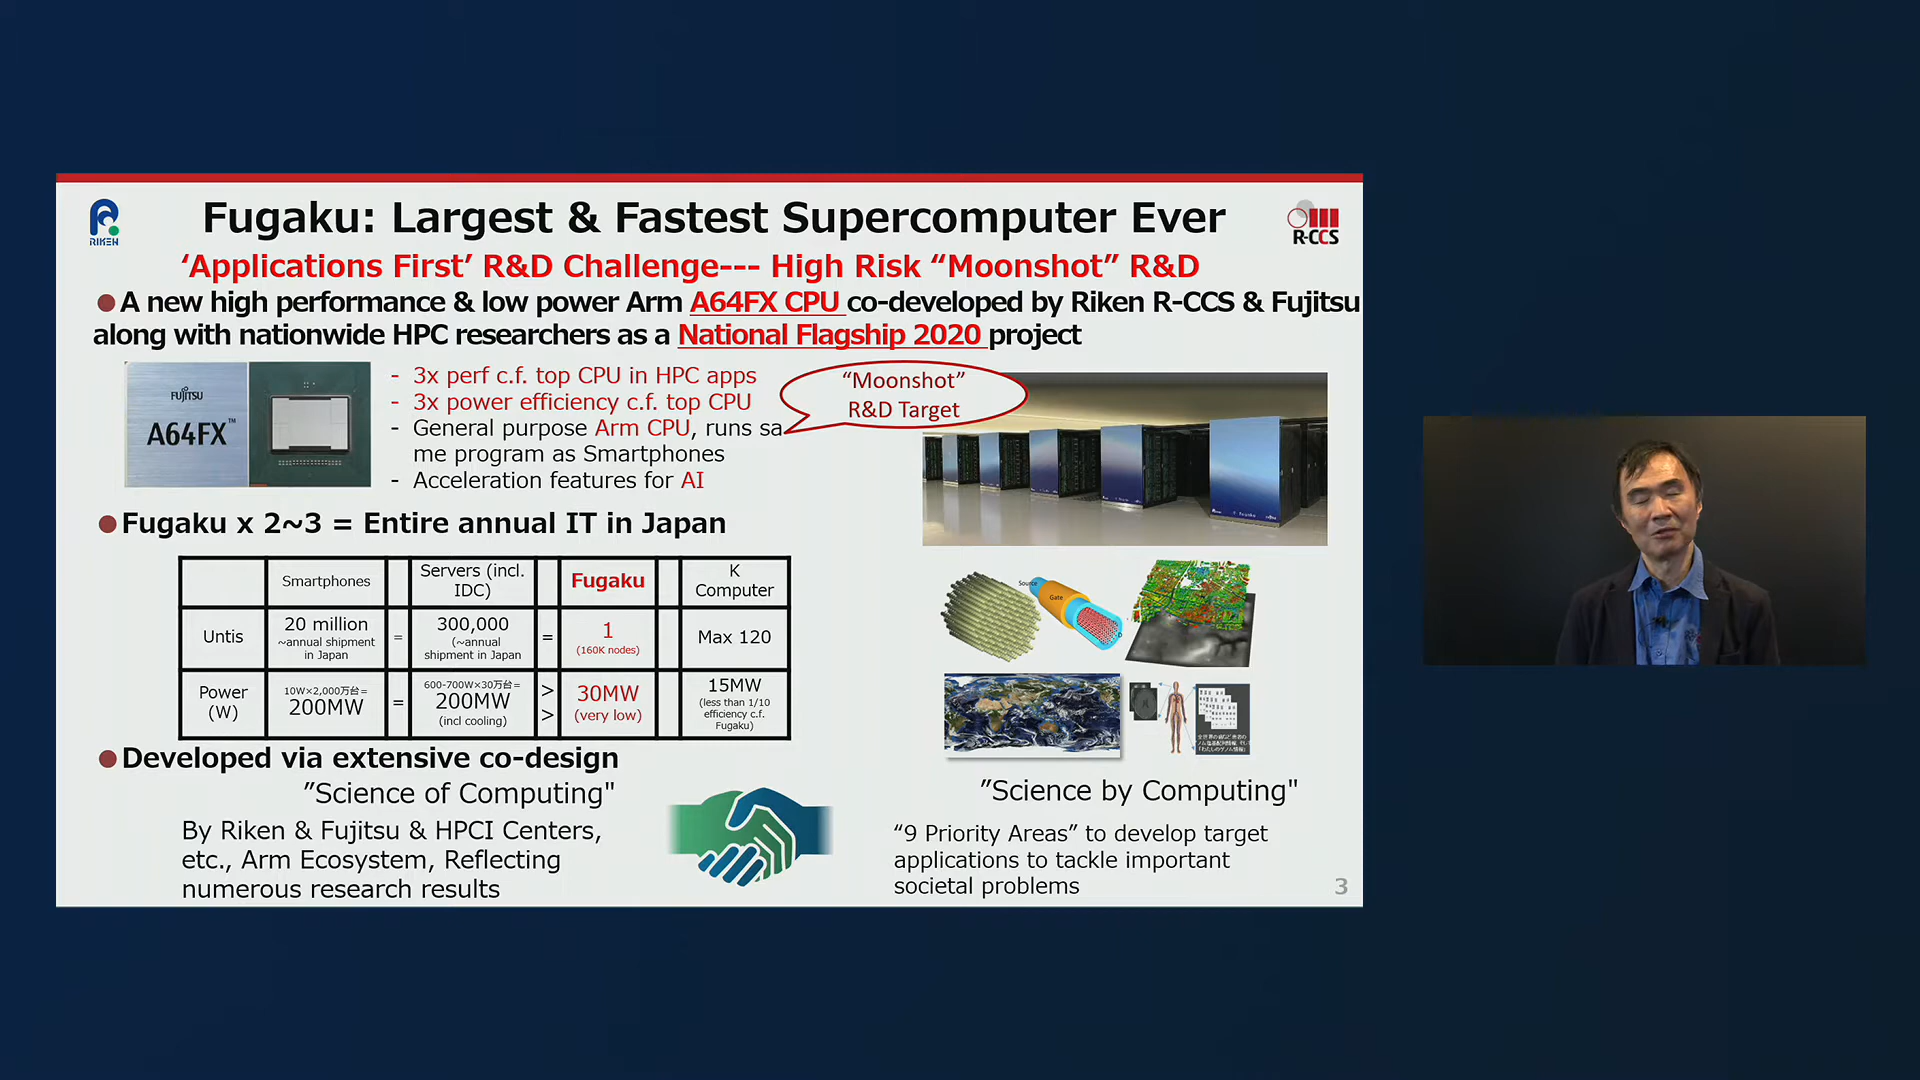 RIKEN
Fugaku: Largest & Fastest Supercomputer Ever
R-CCS
‘Applications First’ R&D Challenge--- High Risk “Moonshot” R&D
●A new high performance & low power Arm A64FX CPU co-developed by Riken R-CCS & Fujitsu
along with nationwide HPC researchers as a National Flagship 2020 project
FUJITSU
A64FX™
- 3x perf c.f. top CPU in HPC apps
- 3x power efficiency c.f. top CPU
- General purpose Arm CPU, runs sa
me program as Smartphones
- Acceleration features for AI
“Moonshot”
R&D Target
●Fugaku x 2~3 = Entire annual IT in Japan
Smartphones
Servers (incl.
IDC)
Fugaku
K
Computer
Untis
20 million
~annual shipment
in Japan
=
300,000
(~annual
shipment in Japan
=
1
(160K nodes)
Max 120
Power
(W)
10W×2,000万台=
200MW
=
600-700W×30万台=
200MW
(incl cooling)
>
>
30MW
(very low)
15MW
(less than 1/10
efficiency c.f.
Fugaku)
Source
Gate
●Developed via extensive co-design
”Science of Computing"
By Riken & Fujitsu & HPCI Centers,
etc., Arm Ecosystem, Reflecting
numerous research results
”Science by Computing"
“9 Priority Areas” to develop target
applications to tackle important
societal problems
3